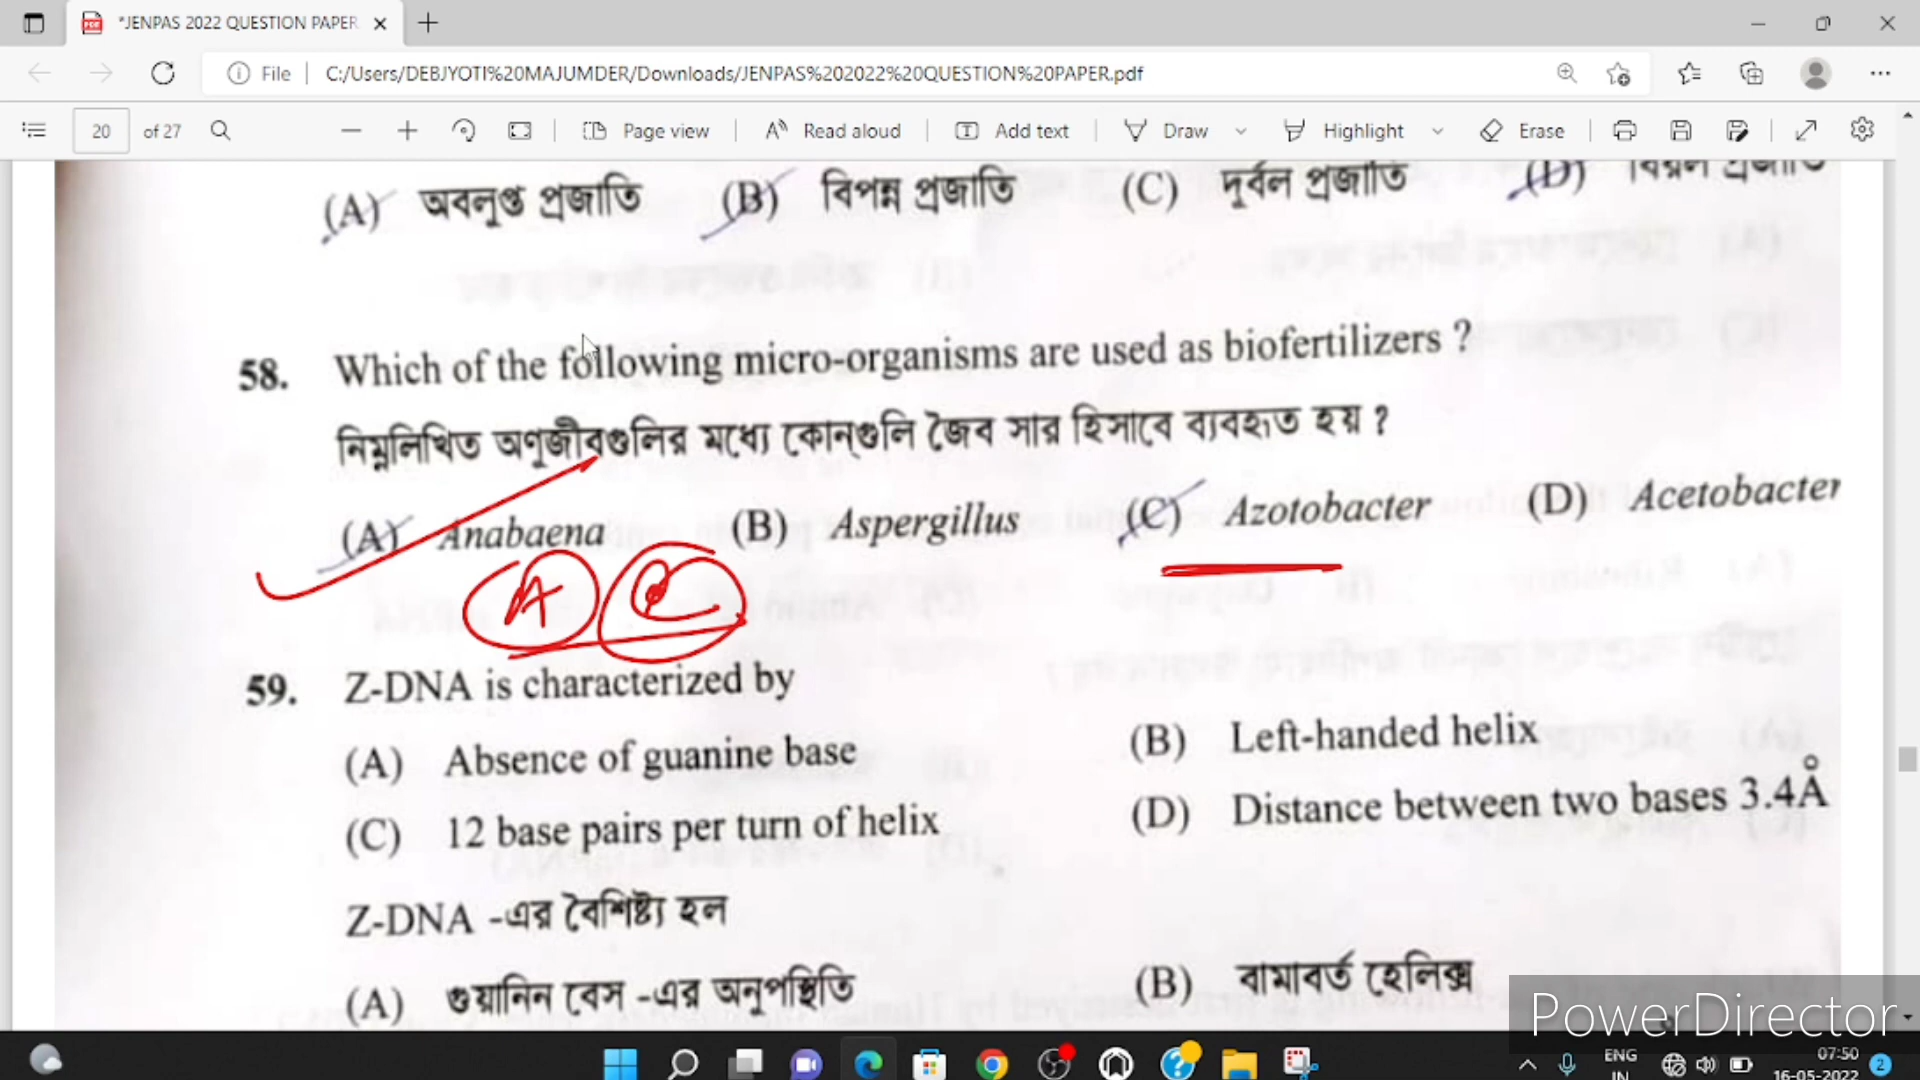 *JENPAS 2022 QUESTION PAPER
File C:/Users/DEBJYOTI%20MAJUMDER/Downloads/JENPAS%202022%20QUESTION%20PAPER.pdf
20 of 27 Page view Read aloud Add text Draw Highlight Erase
(A) অবলুপ্ত প্রজাতি (B) বিপন্ন প্রজাতি (C) দুর্বল প্রজাতি (D) বিরল প্রজাতি
58. Which of the following micro-organisms are used as biofertilizers ?
নিম্নলিখিত অণুজীবগুলির মধ্যে কোন্‌গুলি জৈব সার হিসাবে ব্যবহৃত হয় ?
(A) Anabaena (B) Aspergillus (C) Azotobacter (D) Acetobacter
A C
59. Z-DNA is characterized by
(A) Absence of guanine base (B) Left-handed helix
(C) 12 base pairs per turn of helix (D) Distance between two bases 3.4Å
Z-DNA -এর বৈশিষ্ট্য হল
(A) গুয়ানিন বেস -এর অনুপস্থিতি (B) বামাবর্ত হেলিক্স
PowerDirector
ENG
IN
07:50
16-05-2022
2